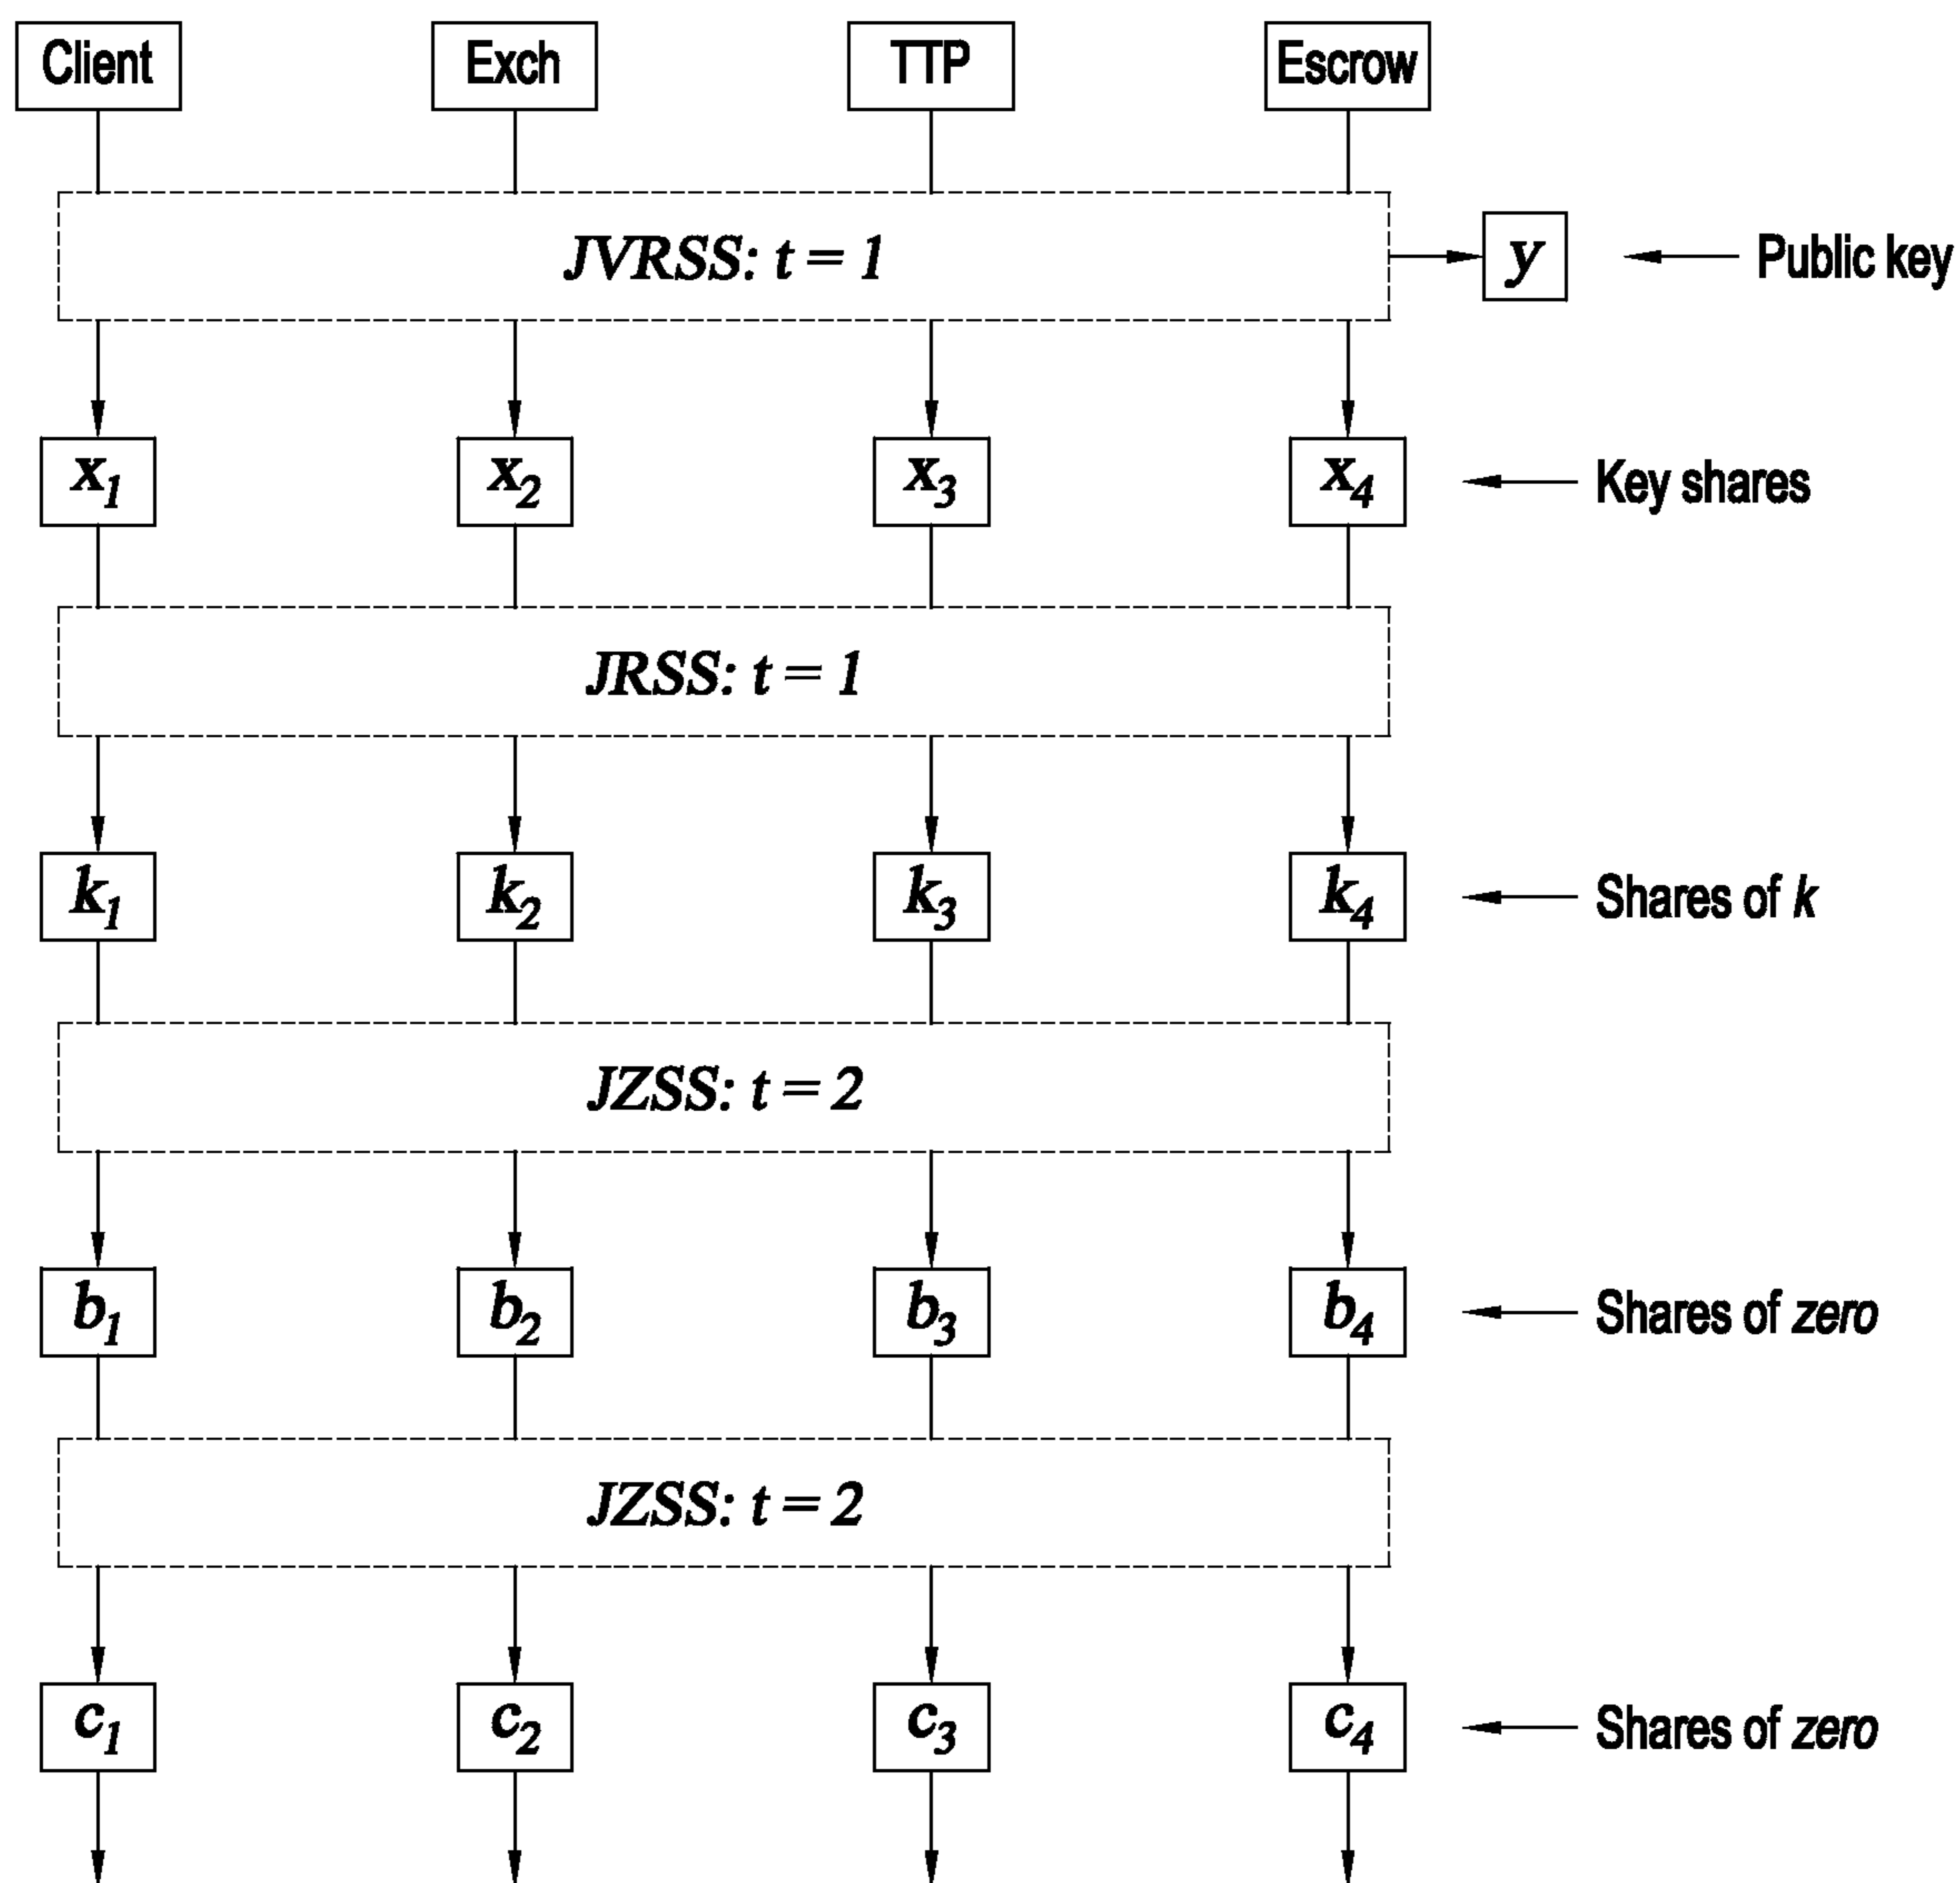 Client Exch TTP Escrow
JVRSS: t = 1 y Public key
x1 x2 x3 x4 Key shares
JRSS: t = 1
k1 k2 k3 k4 Shares of k
JZSS: t = 2
b1 b2 b3 b4 Shares of zero
JZSS: t = 2
c1 c2 c3 c4 Shares of zero